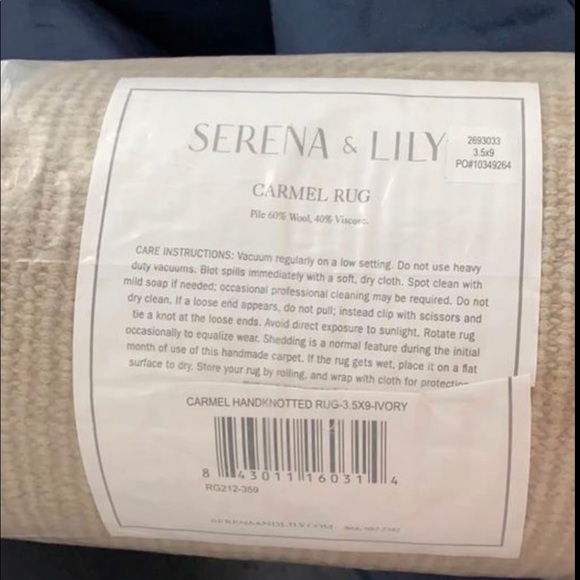 SERENA & LILY
2693033
3.5x9
PO#10349264
CARMEL RUG
Pile 60% Wool, 40% Viscose.
CARE INSTRUCTIONS: Vacuum regularly on a low setting. Do not use heavy
duty vacuums. Blot spills immediately with a soft, dry cloth. Spot clean with
mild soap if needed; occasional professional cleaning may be required. Do not
dry clean. If a loose end appears, do not pull; instead clip with scissors and
tie a knot at the loose ends. Avoid direct exposure to sunlight. Rotate rug
occasionally to equalize wear. Shedding is a normal feature during the initial
month of use of this handmade carpet. If the rug gets wet, place it on a flat
surface to dry. Store your rug by rolling, and wrap with cloth for protection
CARMEL HANDKNOTTED RUG-3.5X9-IVORY
8 43011 16031 4
RG212-359
SERENAANDLILY.COM